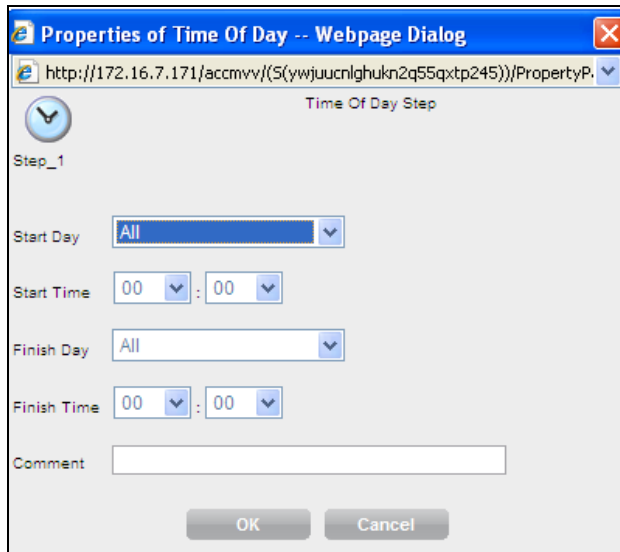 Properties of Time Of Day -- Webpage Dialog
http://172.16.7.171/accmvv/(S(ywjuucnlghukn2q55qxtp245))/PropertyP.
Time Of Day Step
Step_1
Start Day All
Start Time 00 : 00
Finish Day All
Finish Time 00 : 00
Comment
OK Cancel